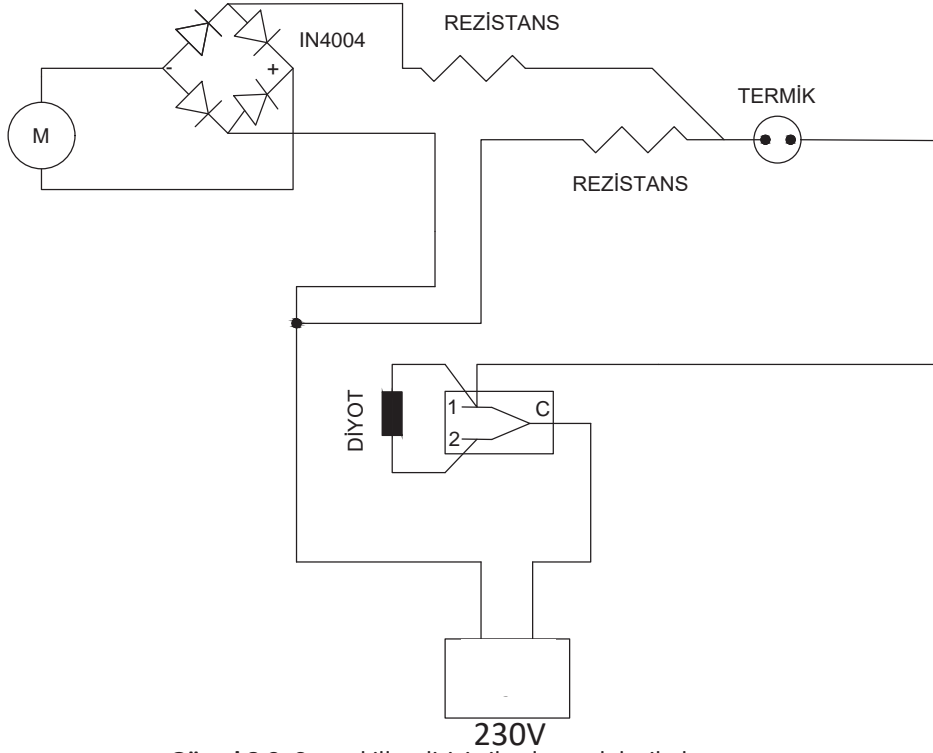 REZİSTANS
IN4004
-
+
TERMİK
M
REZİSTANS
DİYOT
1
C
2
230V